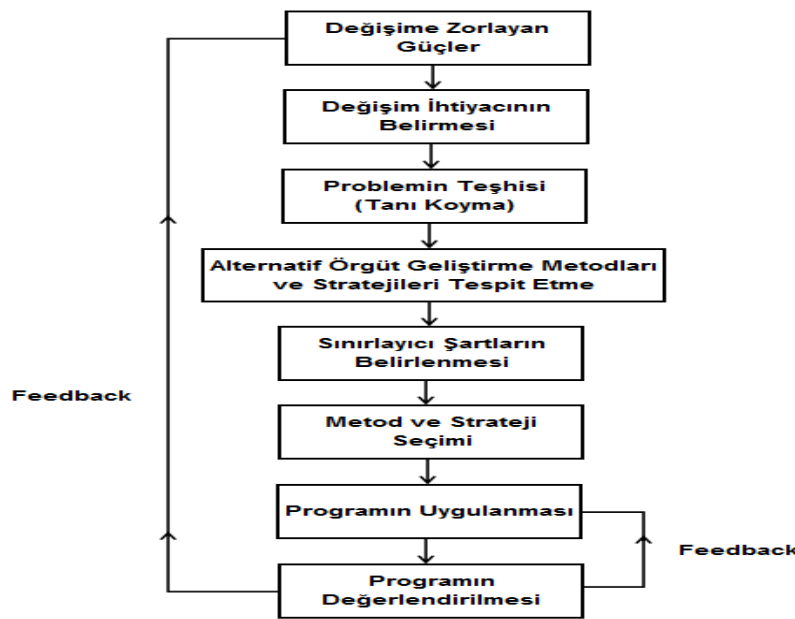 Değişime Zorlayan
Güçler
Değişim İhtiyacının
Belirmesi
Problemin Teşhisi
(Tanı Koyma)
Alternatif Örgüt Geliştirme Metodları
ve Stratejileri Tespit Etme
Sınırlayıcı Şartların
Belirlenmesi
Feedback
Metod ve Strateji
Seçimi
Programın Uygulanması
Feedback
Programın
Değerlendirilmesi